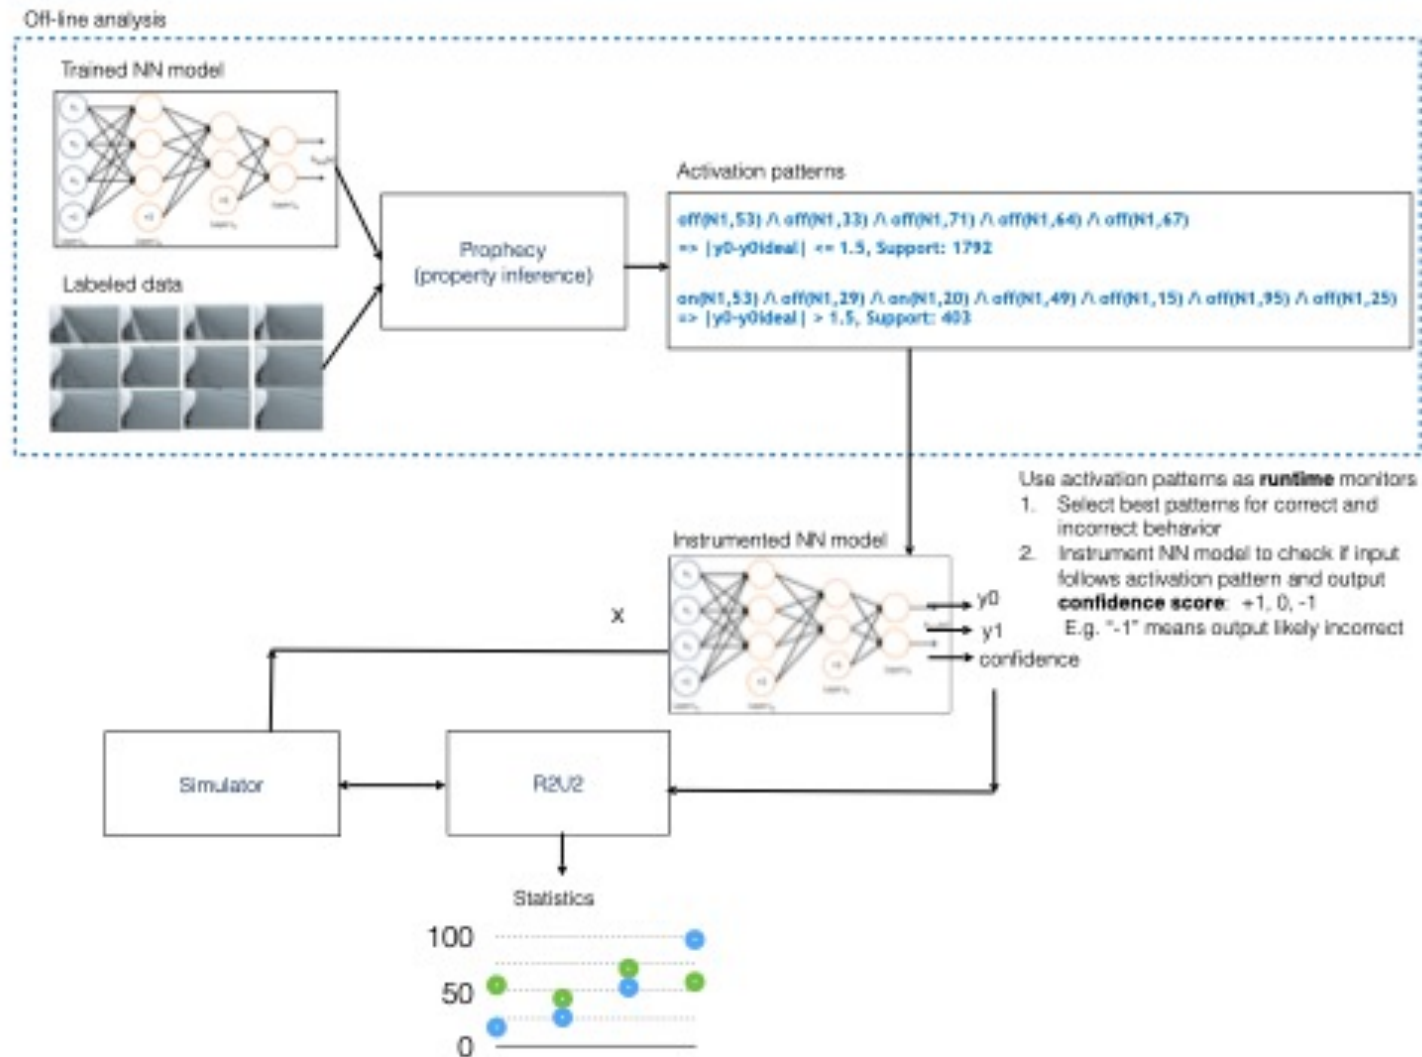 Off-line analysis
Trained NN model
Labeled data
Prophecy
(property inference)
Activation patterns
off(N1,53) /\ off(N1,33) /\ off(N1,71) /\ off(N1,64) /\ off(N1,67)
=> |y0-y0ideal| <= 1.5, Support: 1792
on(N1,53) /\ off(N1,29) /\ on(N1,20) /\ off(N1,49) /\ off(N1,15) /\ off(N1,95) /\ off(N1,25)
=> |y0-y0ideal| > 1.5, Support: 403
Use activation patterns as runtime monitors
1. Select best patterns for correct and
incorrect behavior
2. Instrument NN model to check if input
follows activation pattern and output
confidence score: +1, 0, -1
E.g. "-1" means output likely incorrect
Instrumented NN model
x
y0
y1
confidence
Simulator
R2U2
Statistics
100
50
0